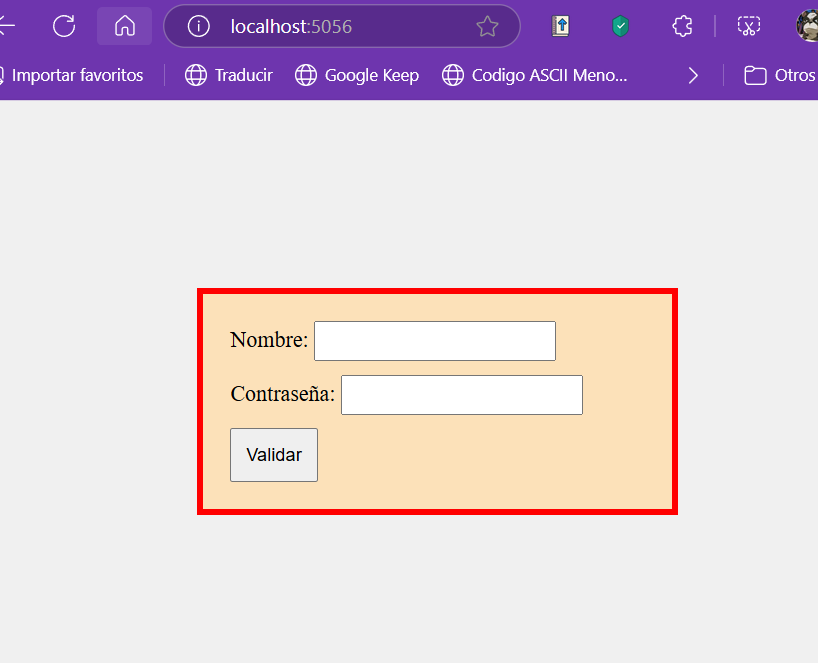 localhost:5056
Importar favoritos
Traducir
Google Keep
Codigo ASCII Meno...
Otros
Nombre:
Contraseña:
Validar